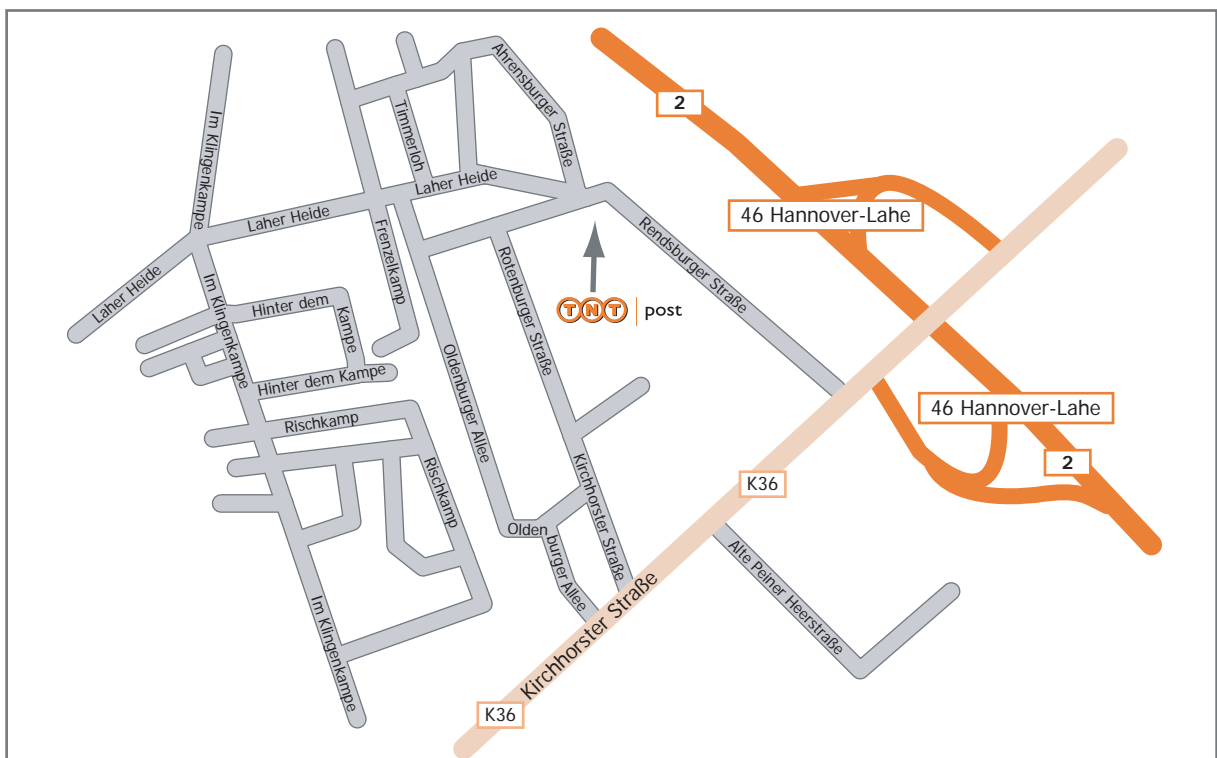 Ahrensburger Straße
2
Im Klingenkampe
Timmerloh
Laher Heide
46 Hannover-Lahe
Laher Heide
Frenzelkamp
Rendsburger Straße
Laher Heide
Im Klingenkampe
Hinter dem
Kampe
Rotenburger Straße
TNT post
Hinter dem Kampe
Oldenburger Allee
46 Hannover-Lahe
Rischkamp
Rischkamp
2
K36
Kirchhorster Straße
Olden
burger Allee
Alte Peiner Heerstraße
Im Klingenkampe
Kirchhorster Straße
K36